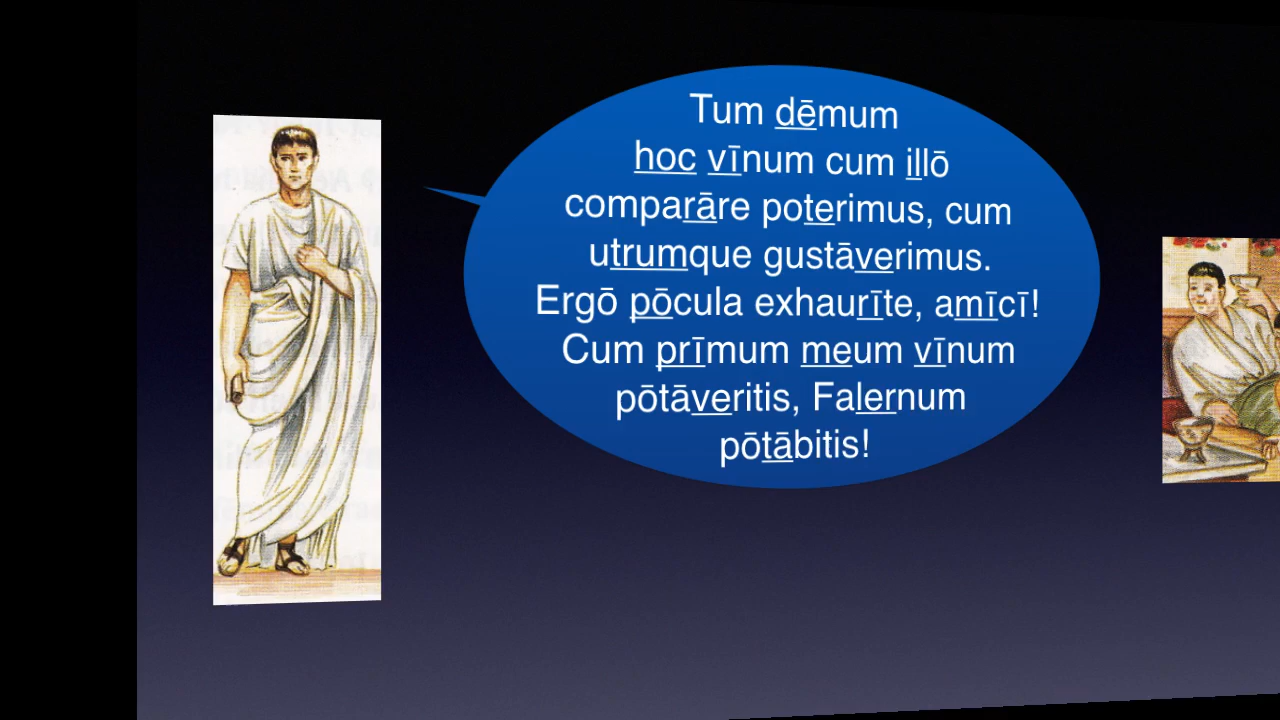 Tum dēmum
hoc vīnum cum illō
comparāre poterimus, cum
utrumque gustāverimus.
Ergō pōcula exhaurīte, amīcī!
Cum prīmum meum vīnum
pōtāveritis, Falernum
pōtābitis!